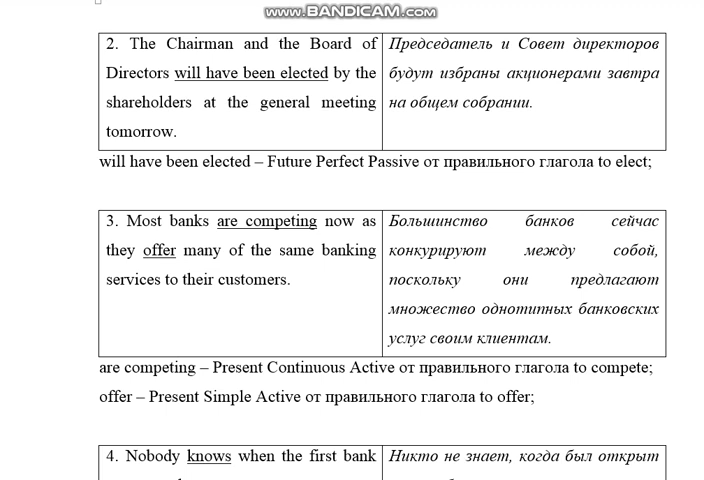 www.BANDICAM.com
2. The Chairman and the Board of
Directors will have been elected by the
shareholders at the general meeting
tomorrow.
Председатель и Совет директоров
будут избраны акционерами завтра
на общем собрании.
will have been elected – Future Perfect Passive от правильного глагола to elect;
3. Most banks are competing now as
they offer many of the same banking
services to their customers.
Большинство банков сейчас
конкурируют между собой,
поскольку они предлагают
множество однотипных банковских
услуг своим клиентам.
are competing – Present Continuous Active от правильного глагола to compete;
offer – Present Simple Active от правильного глагола to offer;
4. Nobody knows when the first bank
Никто не знает, когда был открыт